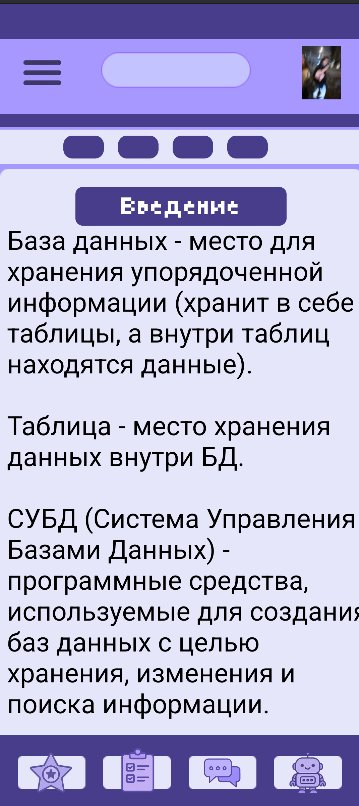 Введение
База данных - место для
хранения упорядоченной
информации (хранит в себе
таблицы, а внутри таблиц
находятся данные).
Таблица - место хранения
данных внутри БД.
СУБД (Система Управления
Базами Данных) -
программные средства,
используемые для создания
баз данных с целью
хранения, изменения и
поиска информации.